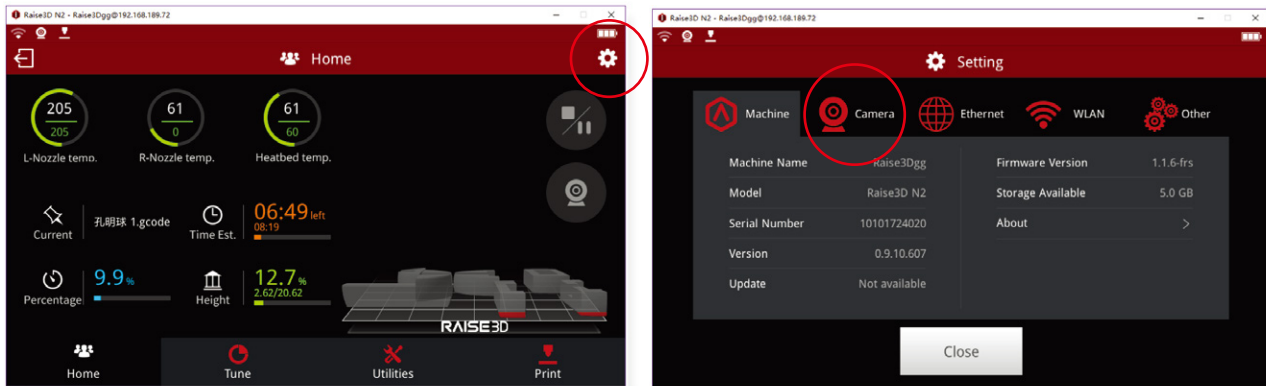 Raise3D N2 - Raise3Dgg@192.168.189.72
Home
205
205
L-Nozzle temp.
61
0
R-Nozzle temp.
61
60
Heatbed temp.
Current
孔明球 1.gcode
Time Est.
06:49 left
08:19
Percentage
9.9%
Height
12.7%
2.62/20.62
RAISE3D
Home
Tune
Utilities
Print
Raise3D N2 - Raise3Dgg@192.168.189.72
Setting
Machine
Camera
Ethernet
WLAN
Other
Machine Name
Raise3Dgg
Firmware Version
1.1.6-frs
Model
Raise3D N2
Storage Available
5.0 GB
Serial Number
10101724020
About
>
Version
0.9.10.607
Update
Not available
Close